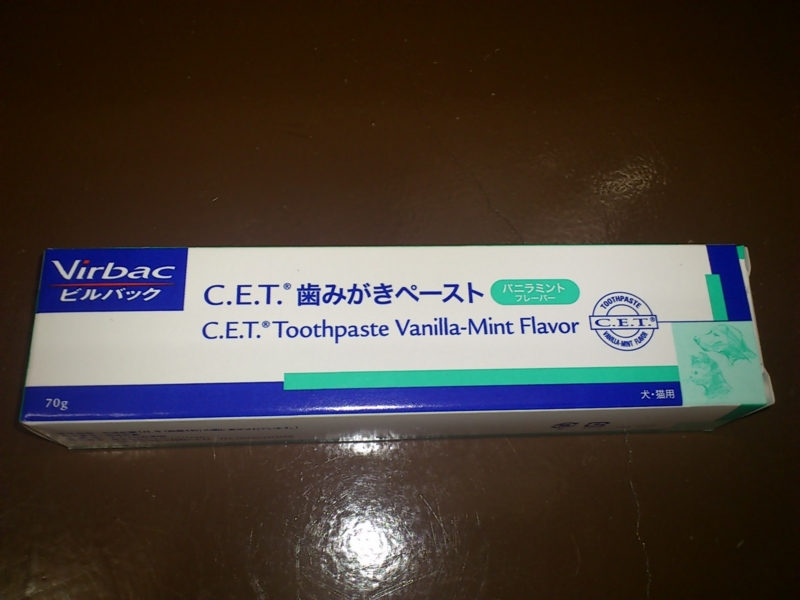 Virbac
ビルバック
C.E.T.® 歯みがきペースト
バニラミント
フレーバー
C.E.T.® Toothpaste Vanilla-Mint Flavor
TOOTHPASTE
C.E.T.®
VANILLA-MINT FLAVOR
70g
犬・猫用